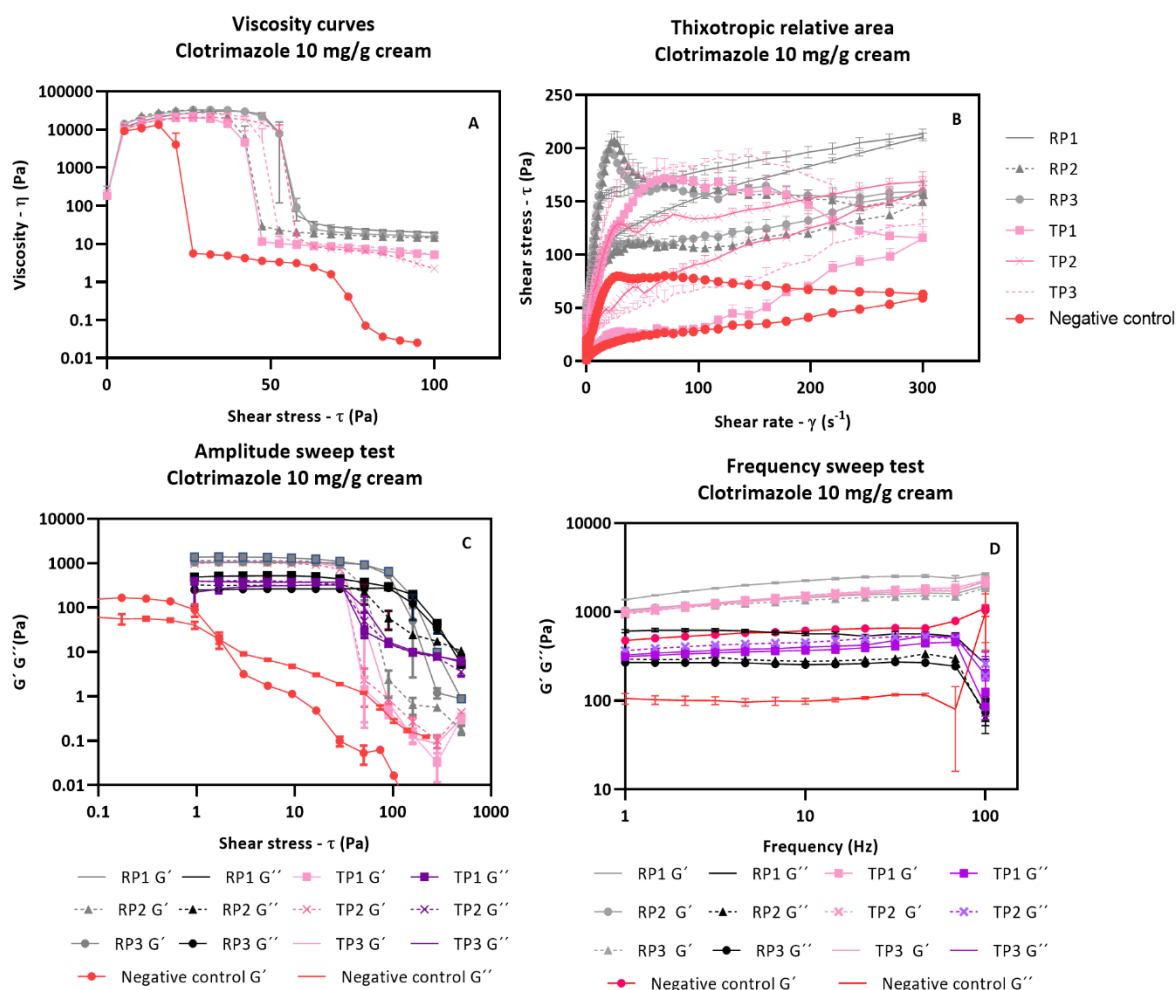 Viscosity curves
Clotrimazole 10 mg/g cream
A
Viscosity - η (Pa)
100000
10000
1000
100
10
1
0.1
0.01
0
50
100
Shear stress - τ (Pa)
Thixotropic relative area
Clotrimazole 10 mg/g cream
B
Shear stress - τ (Pa)
250
200
150
100
50
0
0
100
200
300
Shear rate - γ (s⁻¹)
RP1
RP2
RP3
TP1
TP2
TP3
Negative control
Amplitude sweep test
Clotrimazole 10 mg/g cream
C
G´ G´´(Pa)
10000
1000
100
10
1
0.1
0.01
0.1
1
10
100
1000
Shear stress - τ (Pa)
RP1 G´ RP1 G´´ TP1 G´ TP1 G´´
RP2 G´ RP2 G´´ TP2 G´ TP2 G´´
RP3 G´ RP3 G´´ TP3 G´ TP3 G´´
Negative control G´ Negative control G´´
Frequency sweep test
Clotrimazole 10 mg/g cream
D
G´ G´´(Pa)
10000
1000
100
10
1
10
100
Frequency (Hz)
RP1 G´ RP1 G´´ TP1 G´ TP1 G´´
RP2 G´ RP2 G´´ TP2 G´ TP2 G´´
RP3 G´ RP3 G´´ TP3 G´ TP3 G´´
Negative control G´ Negative control G´´